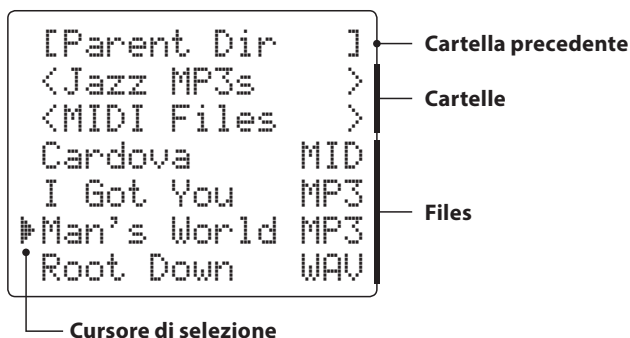 [Parent Dir ]
Cartella precedente
<Jazz MP3s >
<MIDI Files >
Cartelle
Cardova MID
I Got You MP3
Man's World MP3
Root Down WAV
Files
Cursore di selezione